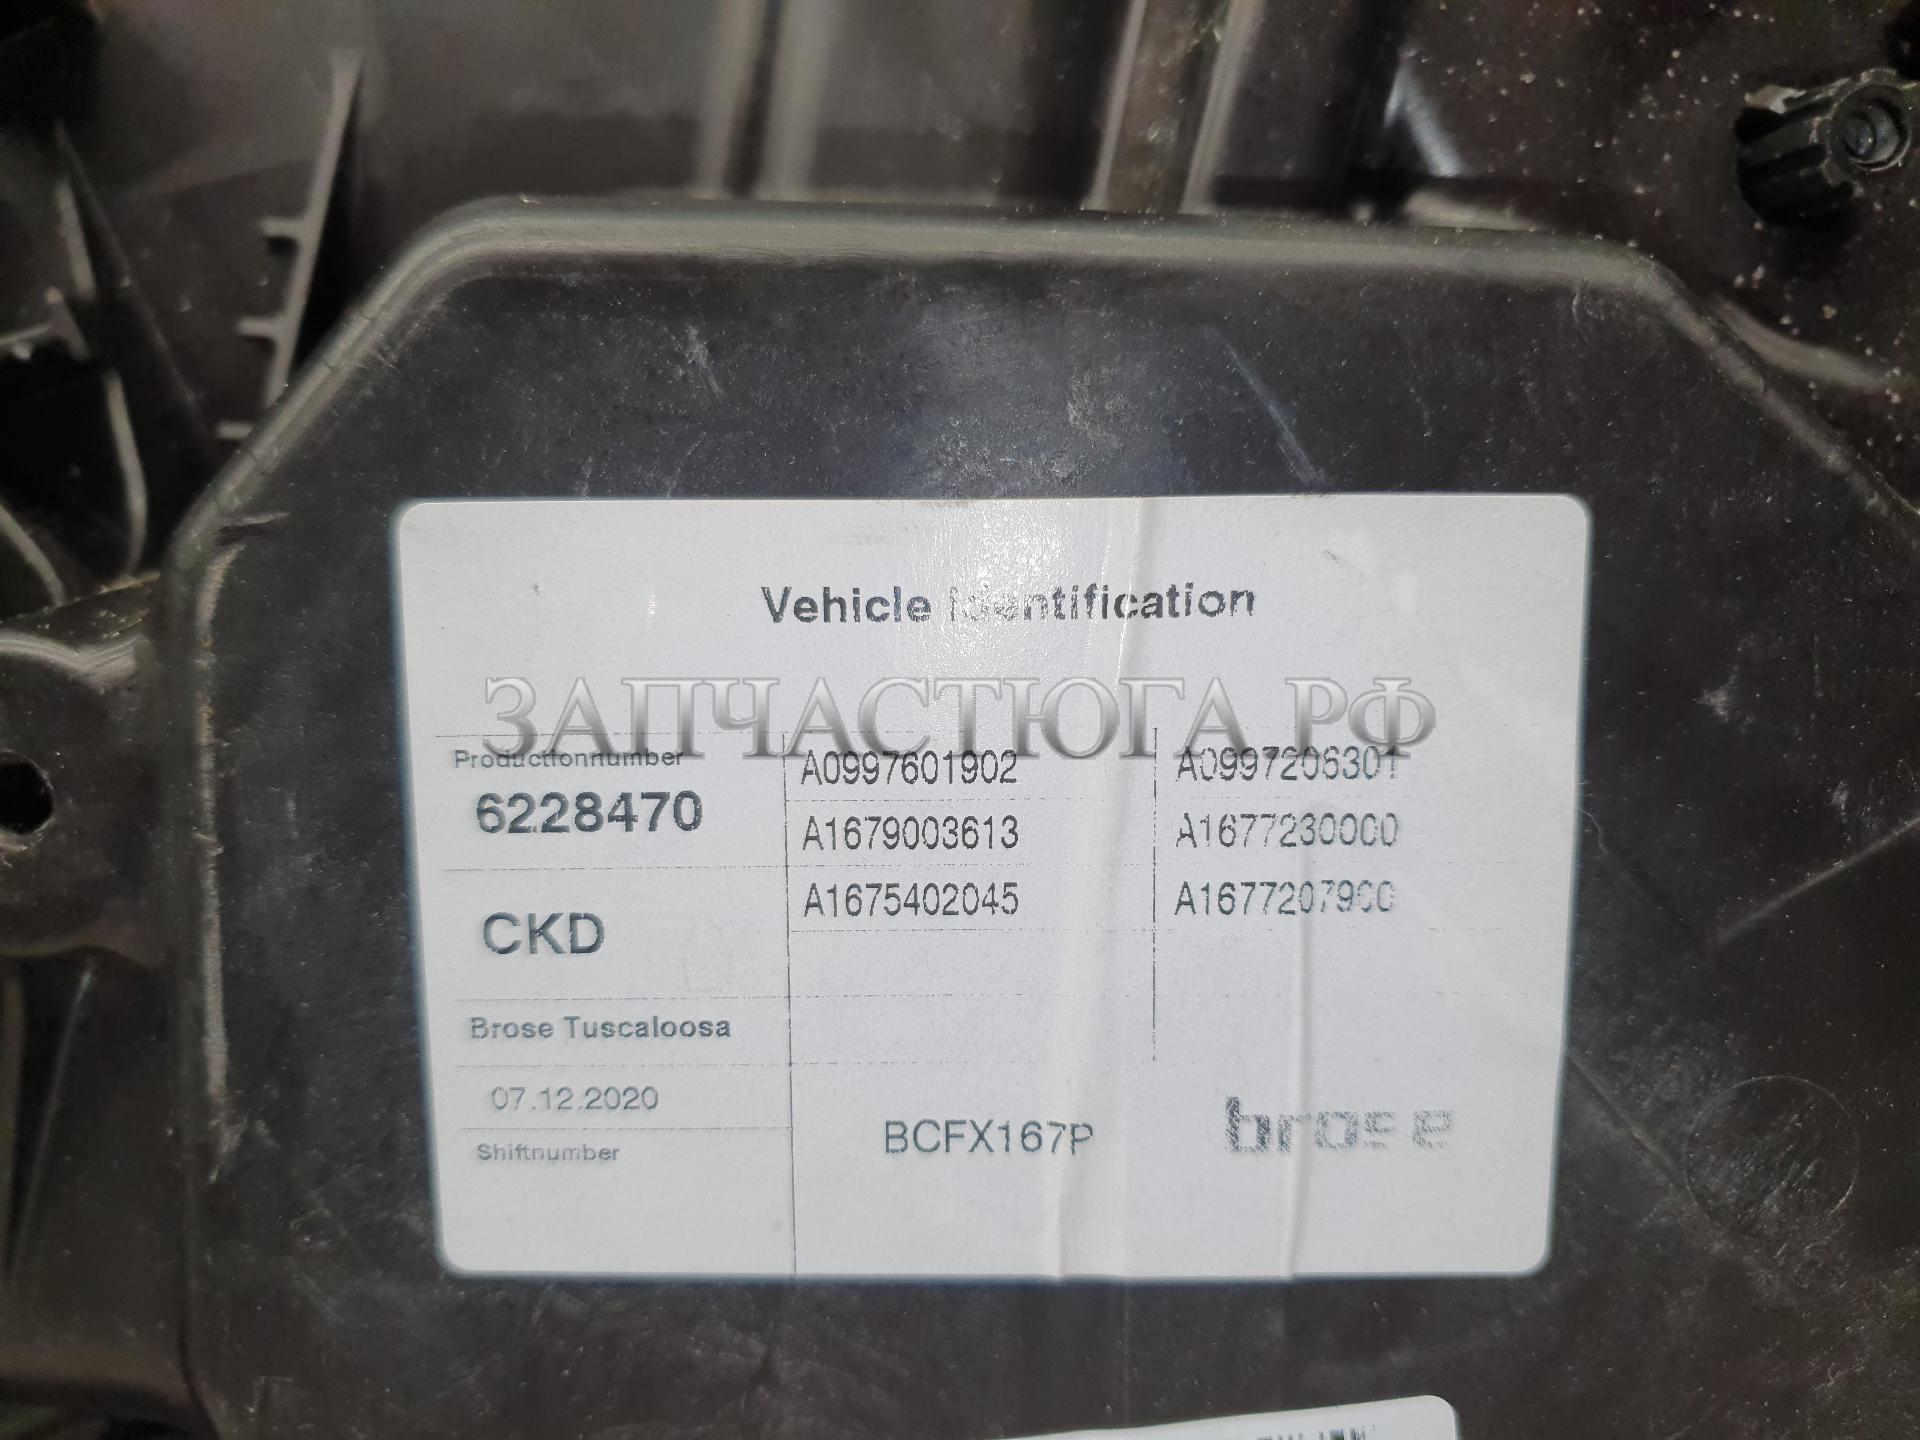 Vehicle Identification
ЗАПЧАСТЮГА.РФ
Productionnumber
6228470
CKD
Brose Tuscaloosa
07.12.2020
Shiftnumber
A0997601902 A0997206301
A1679003613 A1677230000
A1675402045 A1677207900
BCFX167P
brose